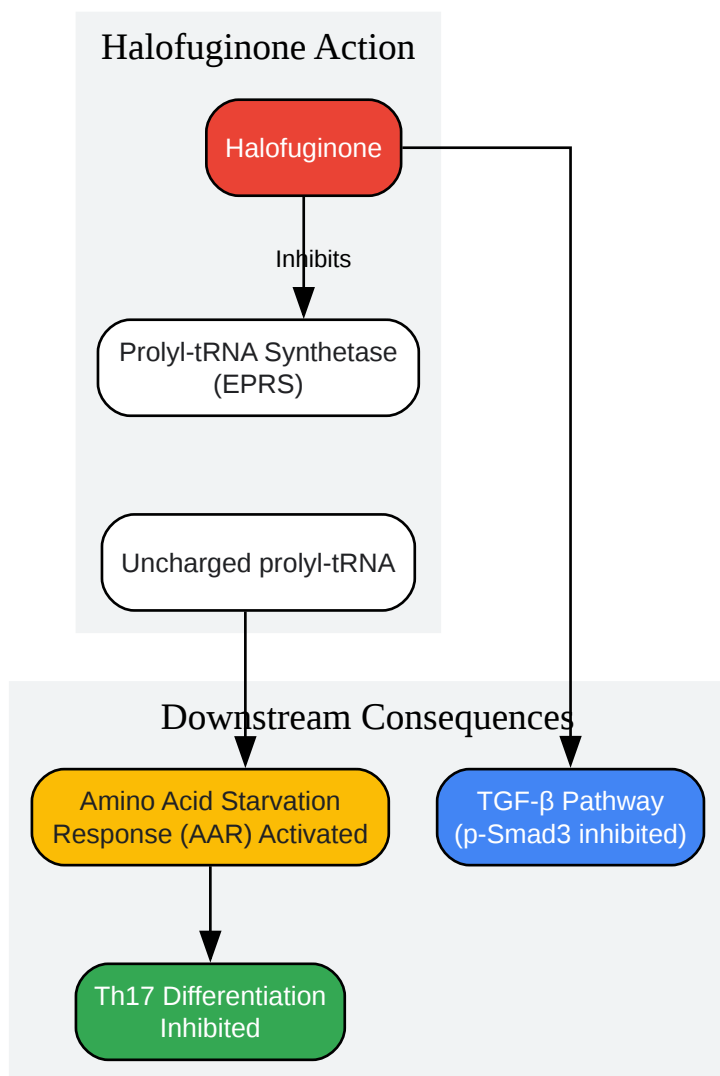 Halofuginone Action
Halofuginone
Inhibits
Prolyl-tRNA Synthetase
(EPRS)
Uncharged prolyl-tRNA
Downstream Consequences
Amino Acid Starvation
Response (AAR) Activated
TGF-β Pathway
(p-Smad3 inhibited)
Th17 Differentiation
Inhibited